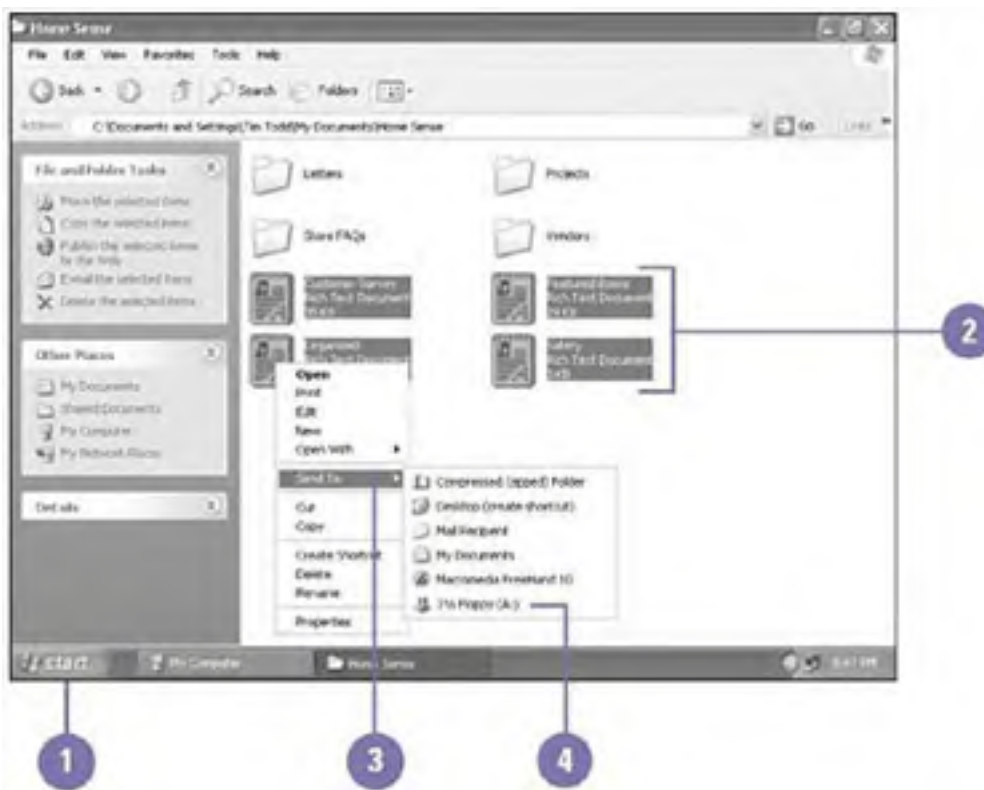 Home Sense
File Edit View Favorites Tools Help
Back Search Folders
Address C:\Documents and Settings\Tim Todd\My Documents\Home Sense Go Links
File and Folder Tasks
Move the selected items
Copy the selected items
Publish the selected items
to the Web
E-mail the selected items
Delete the selected items
Other Places
My Documents
Shared Documents
My Computer
My Network Places
Details
Letters
Projects
Store FAQs
Vendors
Customer Survey
Rich Text Document
Featured Items
Rich Text Document
Organized
Rich Text Document
Safety
Rich Text Document
Open
Print
Edit
New
Open With
Send To
Cut
Copy
Create Shortcut
Delete
Rename
Properties
Compressed (zipped) Folder
Desktop (create shortcut)
Mail Recipient
My Documents
Macromedia FreeHand 10
3½ Floppy (A:)
start My Computer Home Sense
1
2
3
4